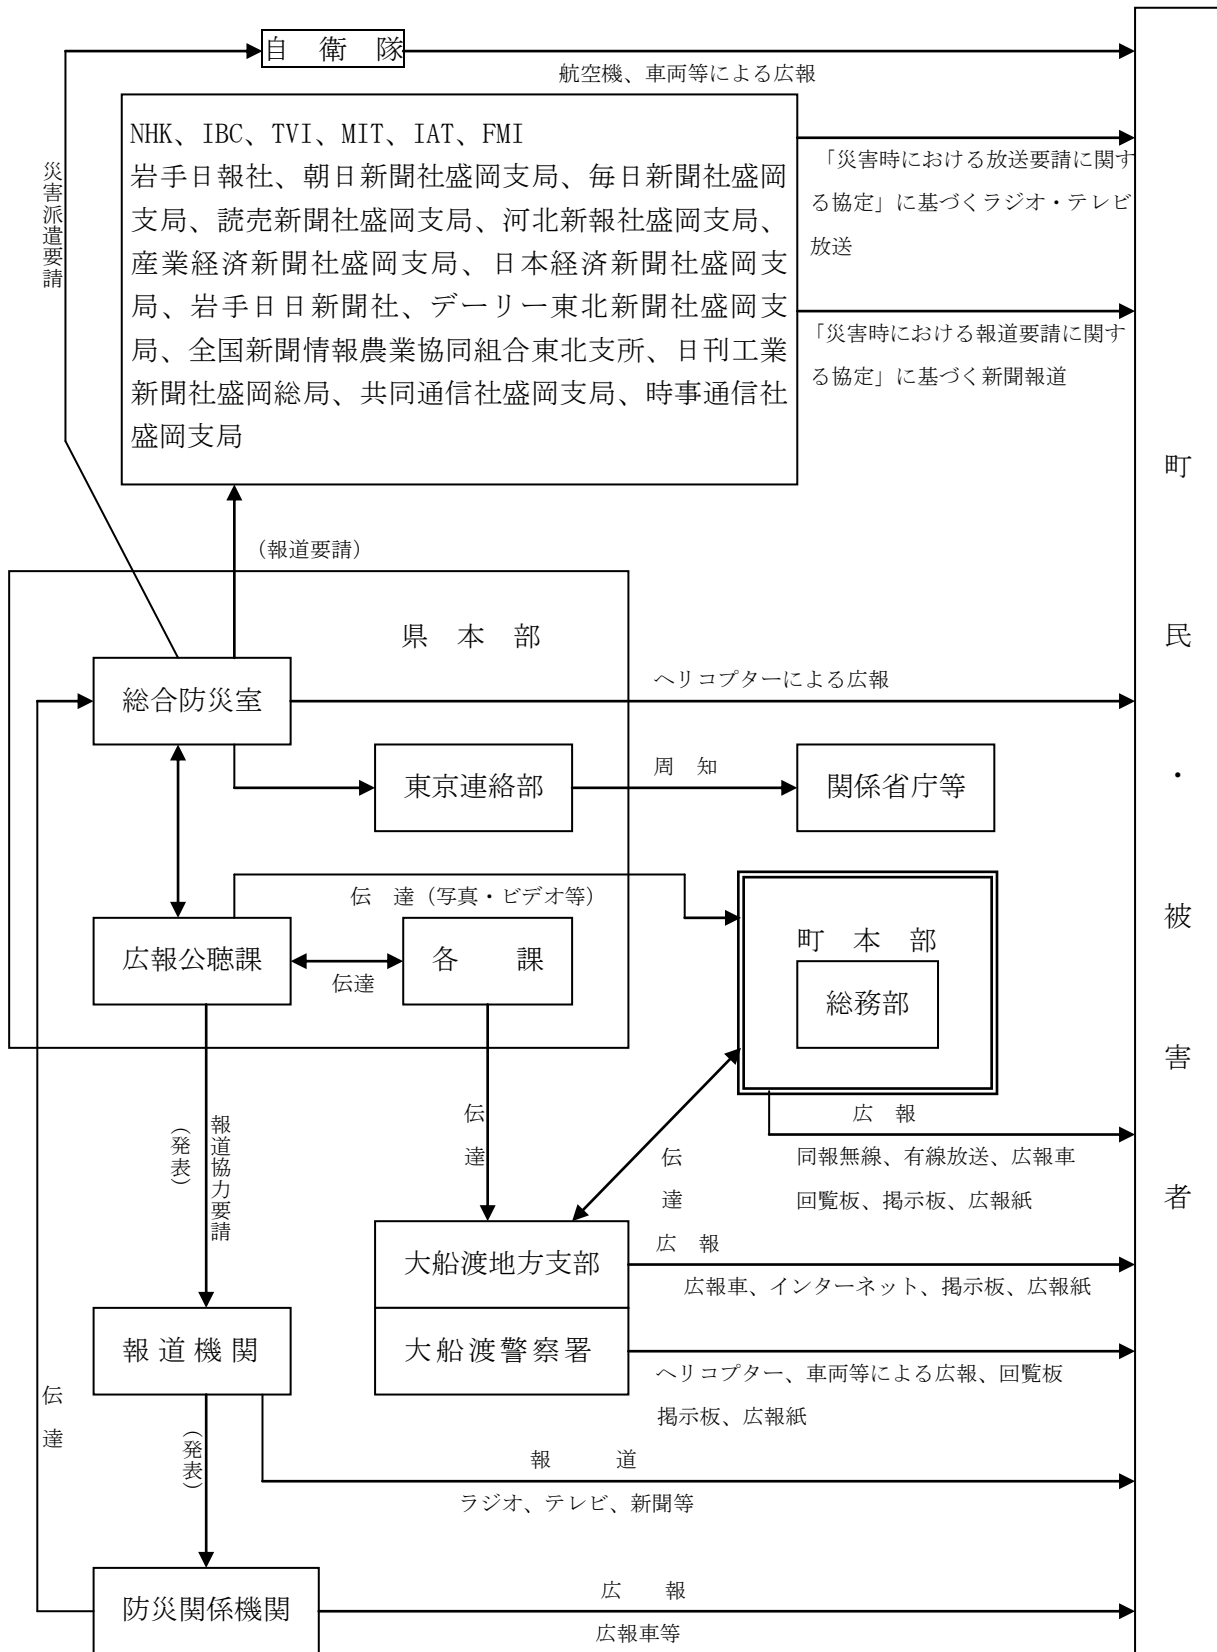 自　衛　隊
航空機、車両等による広報
災害派遣要請
NHK、IBC、TVI、MIT、IAT、FMI
岩手日報社、朝日新聞社盛岡支局、毎日新聞社盛岡
支局、読売新聞社盛岡支局、河北新報社盛岡支局、
産業経済新聞社盛岡支局、日本経済新聞社盛岡支
局、岩手日日新聞社、デーリー東北新聞社盛岡支
局、全国新聞情報農業協同組合東北支所、日刊工業
新聞社盛岡総局、共同通信社盛岡支局、時事通信社
盛岡支局
「災害時における放送要請に関す
る協定」に基づくラジオ・テレビ
放送
「災害時における報道要請に関す
る協定」に基づく新聞報道
町民・被害者
（報道要請）
県　本　部
総合防災室
ヘリコプターによる広報
東京連絡部
周　知
関係省庁等
伝　達（写真・ビデオ等）
広報公聴課
伝達
各　　課
町　本　部
総務部
伝達
（発表）
報道協力要請
伝達
広　報
同報無線、有線放送、広報車
回覧板、掲示板、広報紙
大船渡地方支部
広　報
広報車、インターネット、掲示板、広報紙
報道機関
大船渡警察署
ヘリコプター、車両等による広報、回覧板
掲示板、広報紙
伝達
（発表）
報　　道
ラジオ、テレビ、新聞等
防災関係機関
広　　報
広報車等